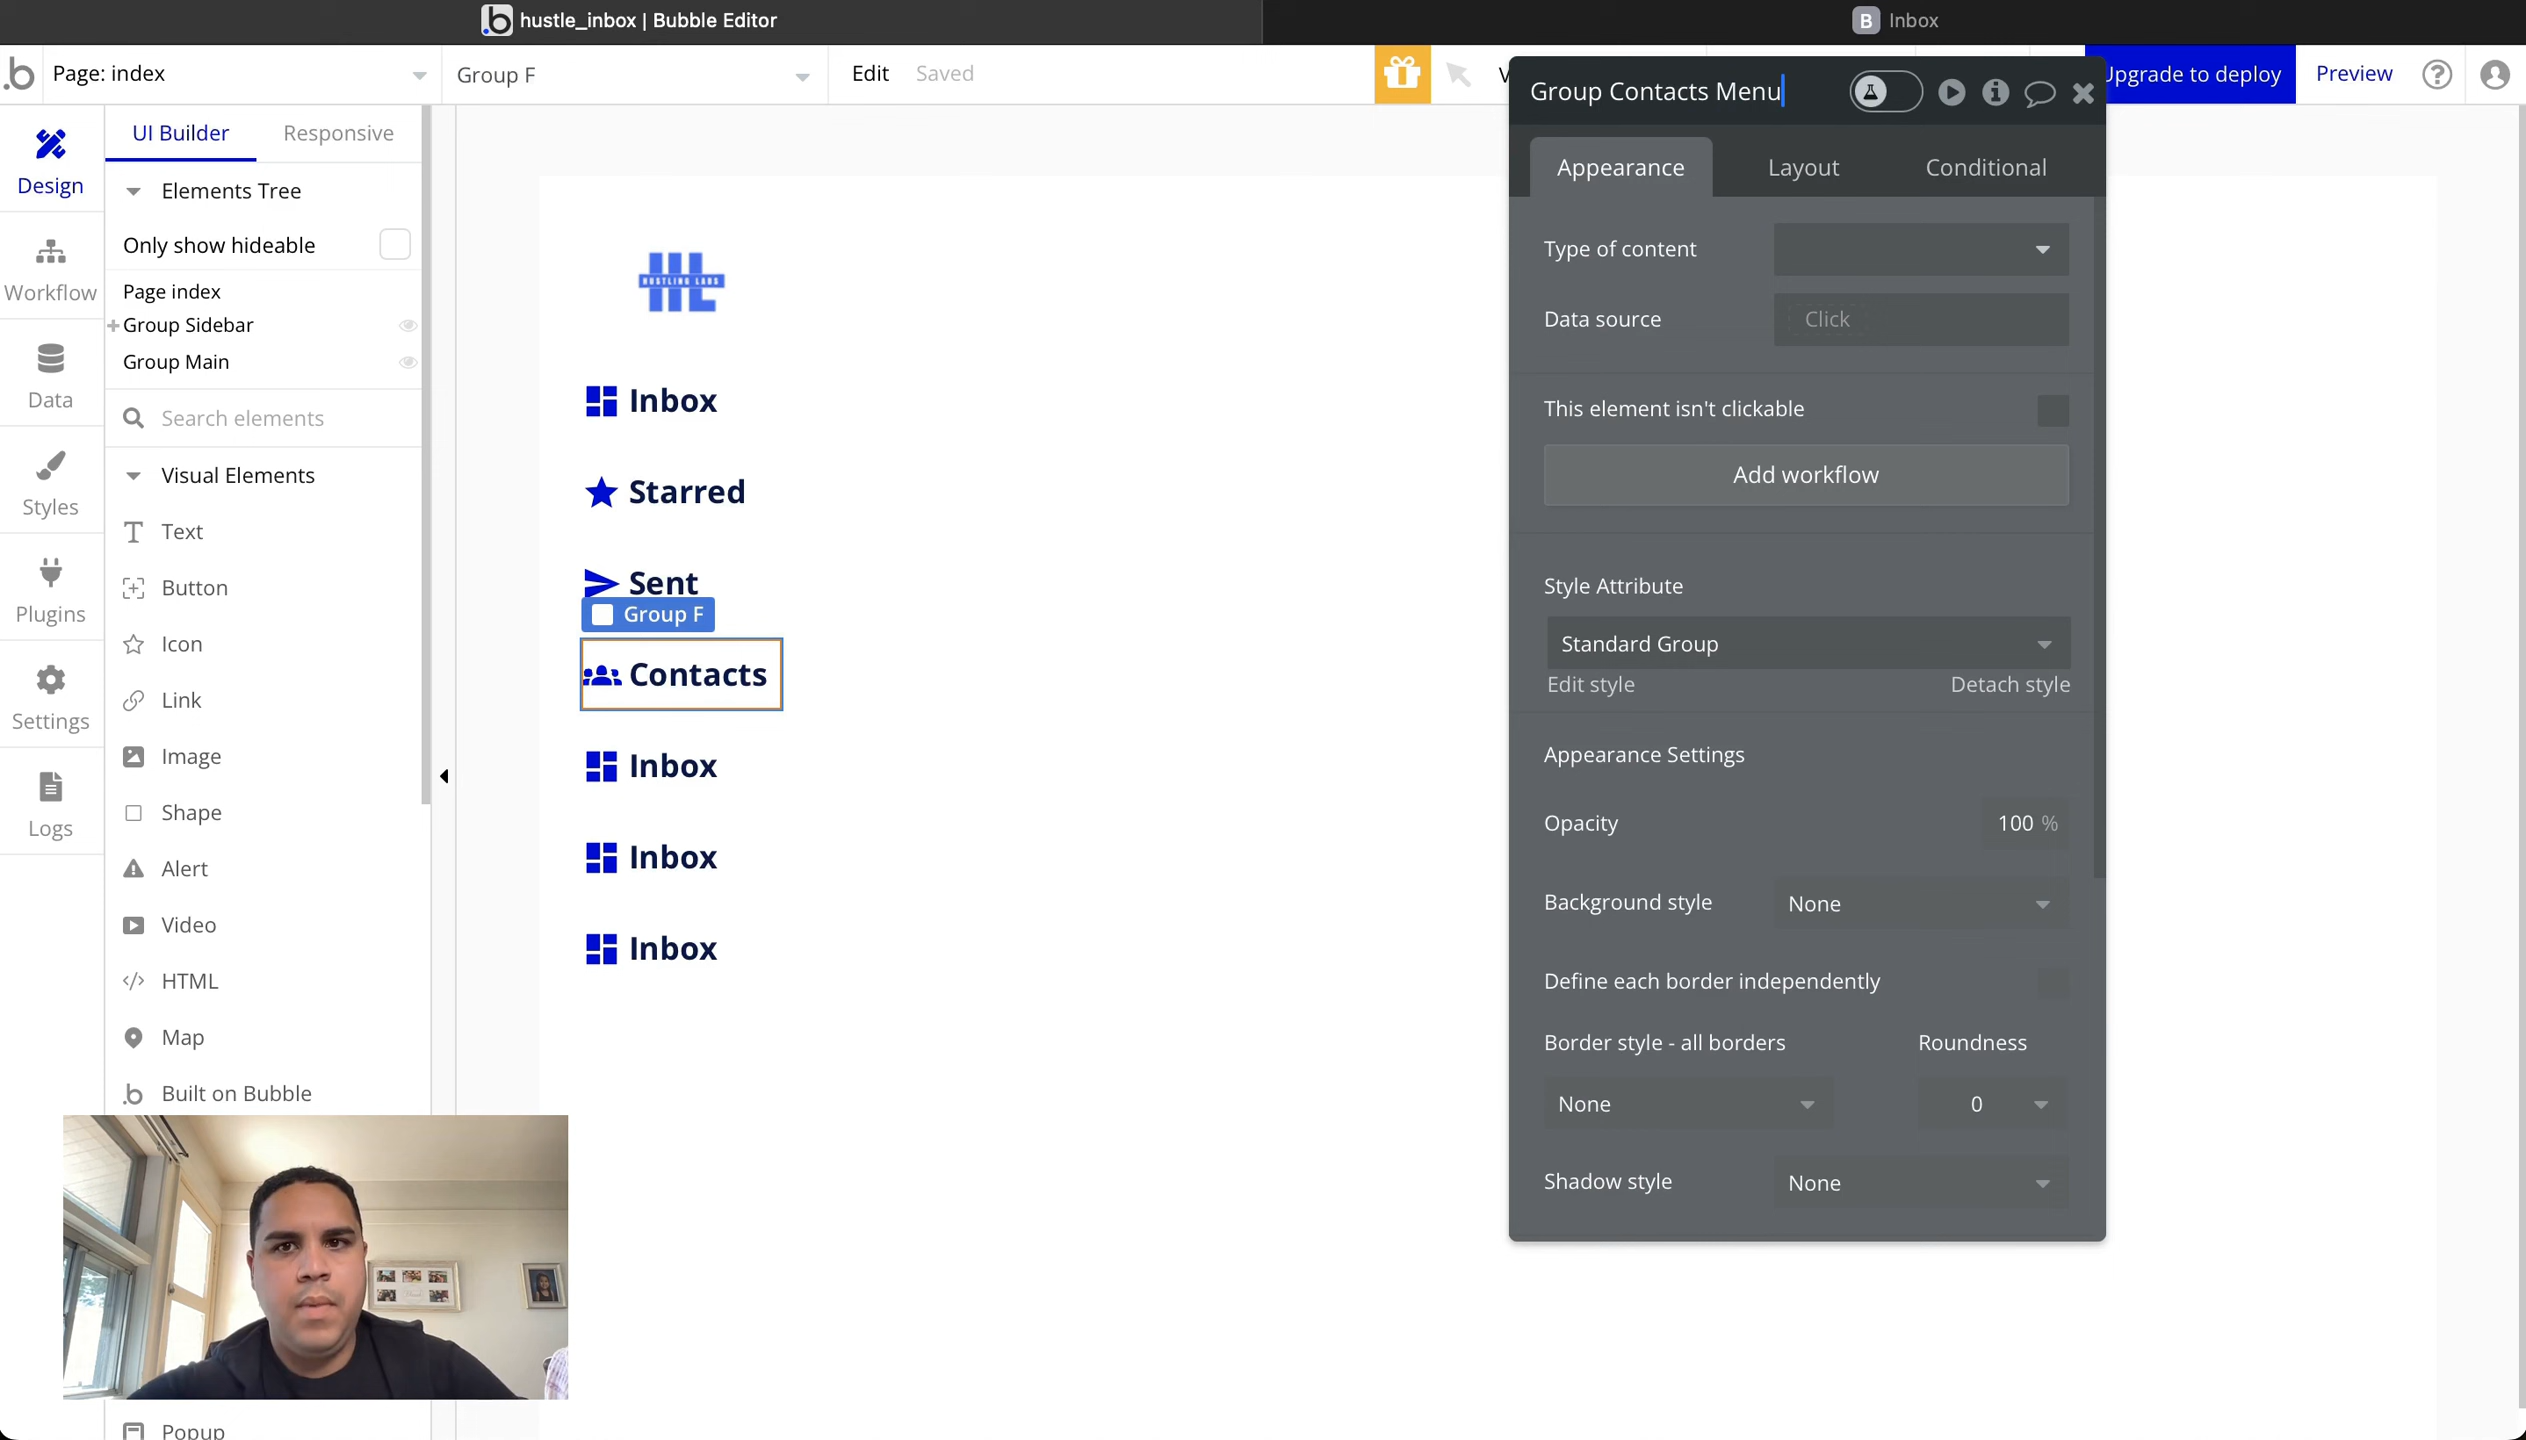 hustle_inbox | Bubble Editor
B Inbox
Page: index
Group F
Edit
Saved
V
Upgrade to deploy
Preview
Group Contacts Menu
UI Builder
Responsive
Appearance
Layout
Conditional
Design
Elements Tree
Only show hideable
Workflow
Page index
Group Sidebar
Group Main
Data
Search elements
Styles
Visual Elements
Text
Button
Plugins
Icon
Link
Settings
Image
Shape
Logs
Alert
Video
HTML
Map
Built on Bubble
Popup
HUSTLING LABS
Inbox
Starred
Sent
Group F
Contacts
Inbox
Inbox
Inbox
Type of content
Data source
Click
This element isn't clickable
Add workflow
Style Attribute
Standard Group
Edit style
Detach style
Appearance Settings
Opacity
100 %
Background style
None
Define each border independently
Border style - all borders
Roundness
None
0
Shadow style
None